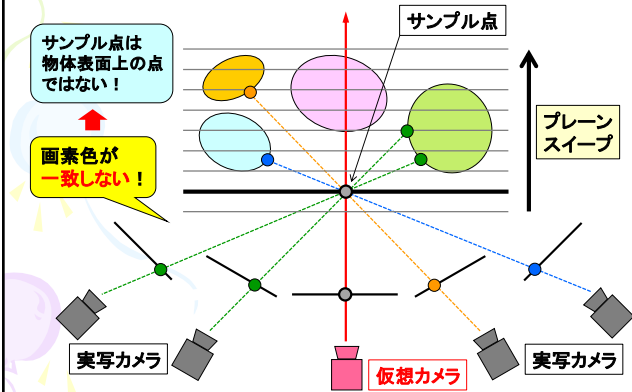 サンプル点
サンプル点は
物体表面上の点
ではない！
画素色が
一致しない！
プレーン
スイープ
実写カメラ
仮想カメラ
実写カメラ